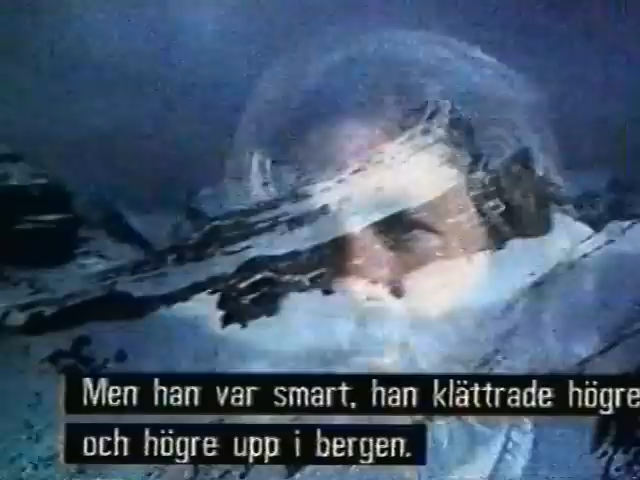 Men han var smart, han klättrade högre
och högre upp i bergen.